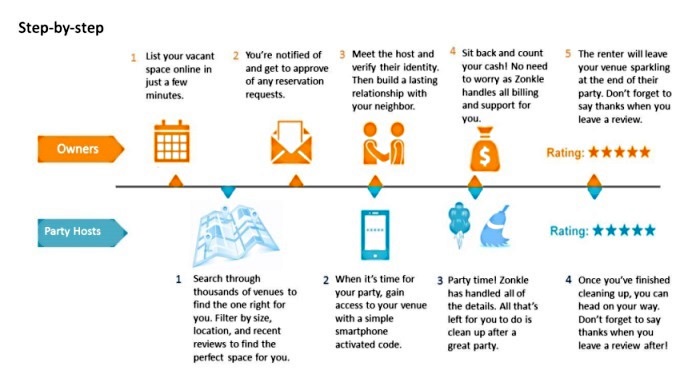 Step-by-step
1 List your vacant
space online in
just a few
minutes.
2 You're notified of
and get to approve
of any reservation
requests.
3 Meet the host and
verify their identity.
Then build a lasting
relationship with
your neighbor.
4 Sit back and count
your cash! No need
to worry as Zonkle
handles all billing
and support for
you.
5 The renter will leave
your venue sparkling
at the end of their
party. Don't forget to
say thanks when you
leave a review.
Owners
$
Rating: ★★★★★
Party Hosts
*****
Rating: ★★★★★
1 Search through
thousands of venues to
find the one right for
you. Filter by size,
location, and recent
reviews to find the
perfect space for you.
2 When it's time for
your party, gain
access to your venue
with a simple
smartphone
activated code.
3 Party time! Zonkle
has handled all of
the details. All that's
left for you to do is
clean up after a
great party.
4 Once you've finished
cleaning up, you can
head on your way.
Don't forget to say
thanks when you
leave a review after!